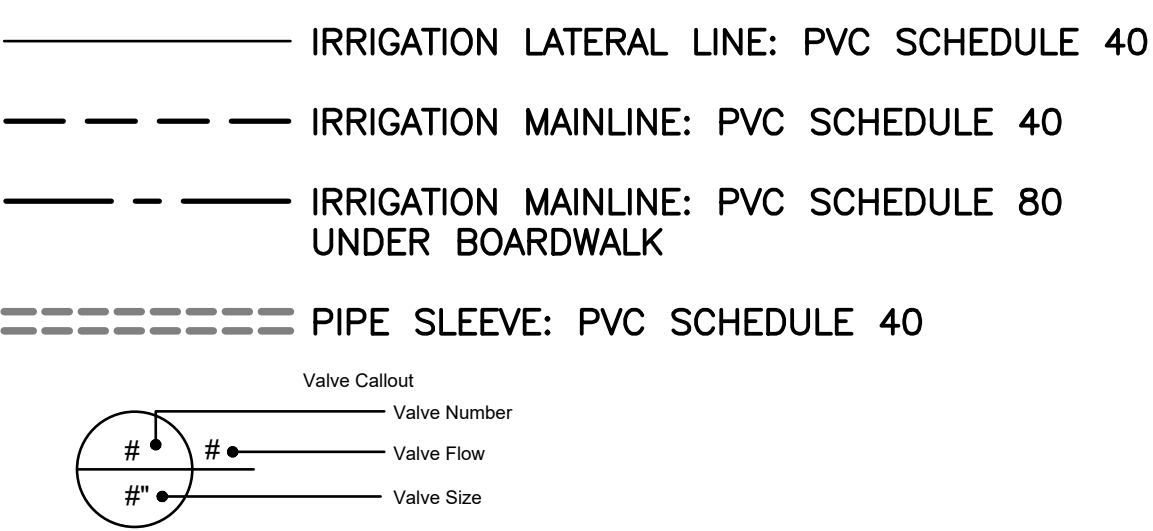 IRRIGATION LATERAL LINE: PVC SCHEDULE 40
IRRIGATION MAINLINE: PVC SCHEDULE 40
IRRIGATION MAINLINE: PVC SCHEDULE 80
UNDER BOARDWALK
PIPE SLEEVE: PVC SCHEDULE 40
Valve Callout
Valve Number
# # Valve Flow
#" Valve Size